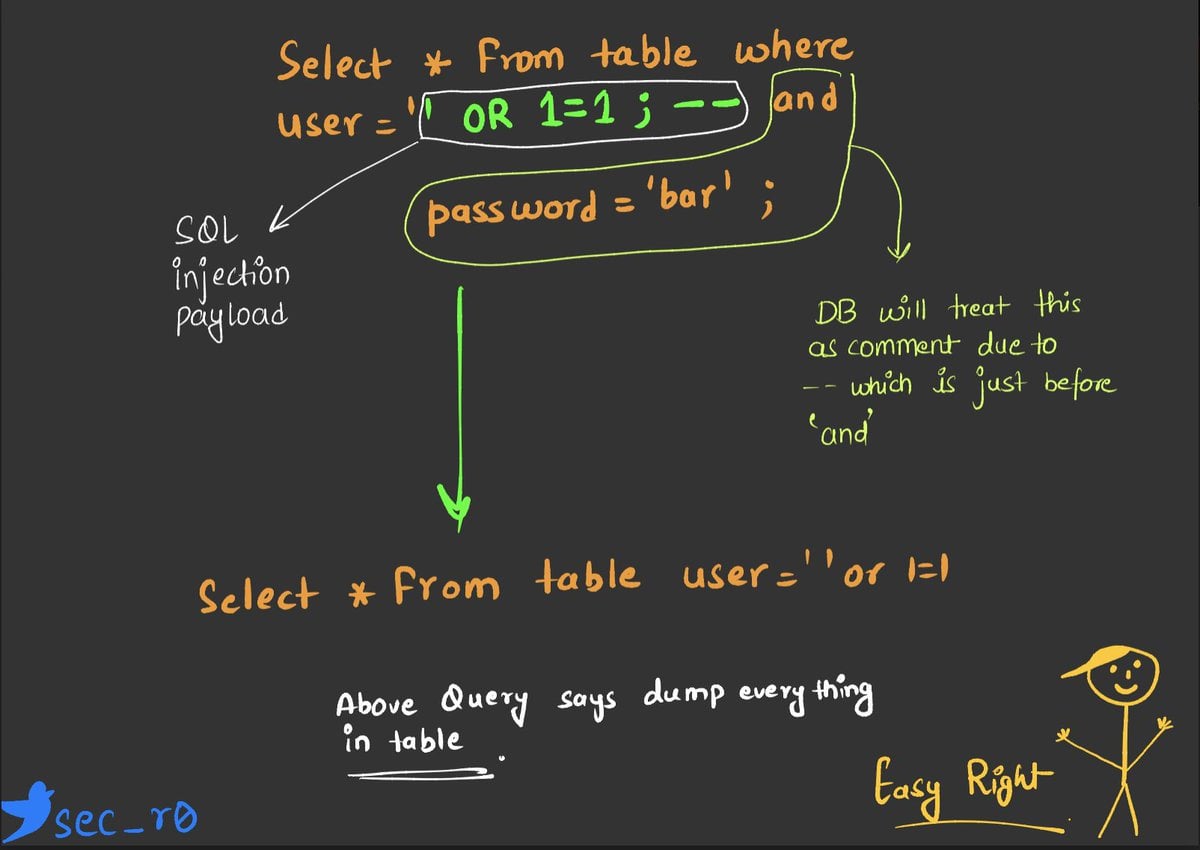 Select * From table where
user = '' OR 1=1 ; -- and
password = 'bar' ;
SQL
injection
payload
DB will treat this
as comment due to
-- which is just before
'and'
Select * From table user = '' or 1=1
Above Query says dump everything
in table.
Easy Right
sec_r0